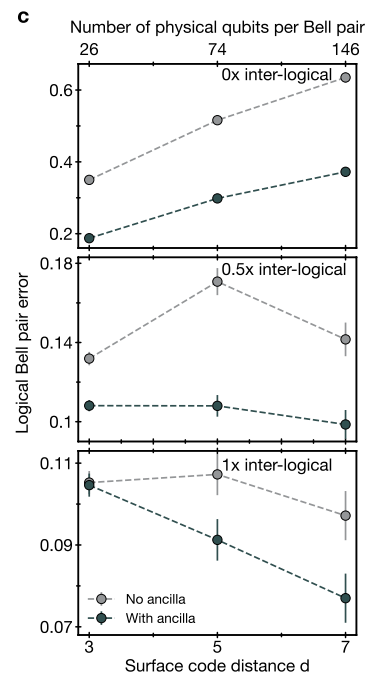 c
Number of physical qubits per Bell pair
26 74 146
0x inter-logical
0.6
0.4
0.2
0.18
0.5x inter-logical
0.14
0.1
Logical Bell pair error
0.11
1x inter-logical
0.09
0.07
No ancilla
With ancilla
3 5 7
Surface code distance d